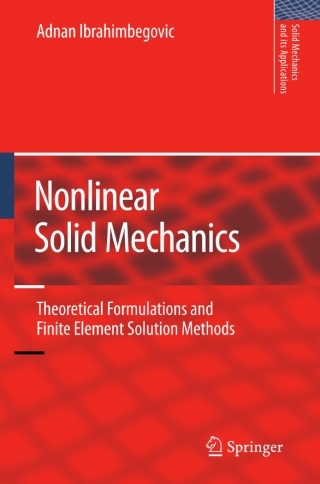 Adnan Ibrahimbegovic
Solid Mechanics
and its Applications
Nonlinear
Solid Mechanics
Theoretical Formulations and
Finite Element Solution Methods
Springer